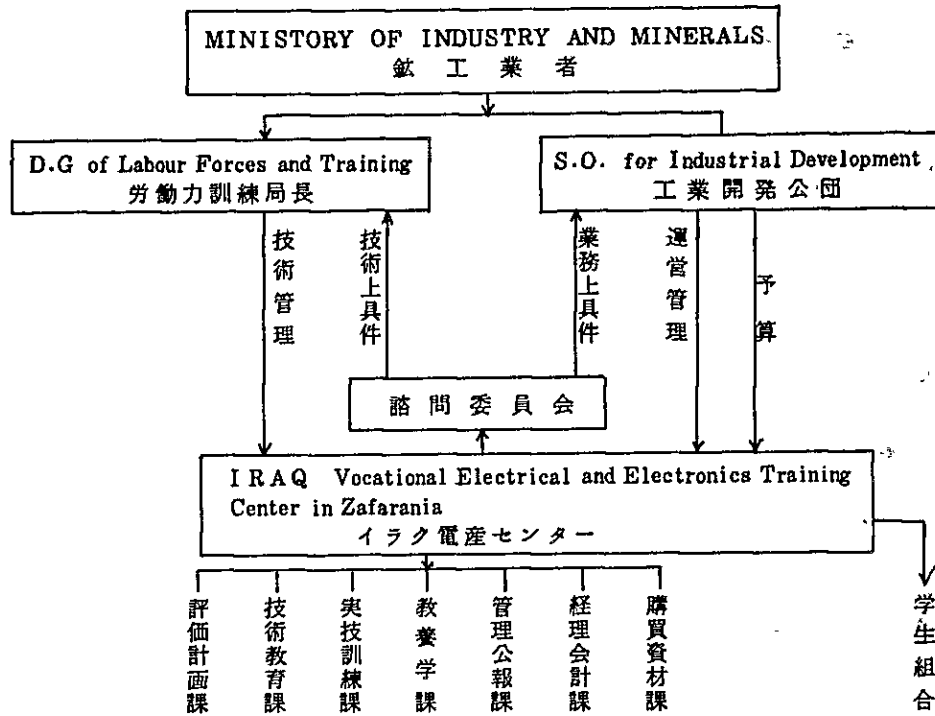 MINISTORY OF INDUSTRY AND MINERALS
鉱工業者
D.G of Labour Forces and Training
労働力訓練局長
S.O. for Industrial Development
工業開発公団
技術管理
技術上具件
業務上具件
運営管理
予算
諮問委員会
IRAQ Vocational Electrical and Electronics Training
Center in Zafarania
イラク電産センター
評価計画課
技術教育課
実技訓練課
教養学課
管理公報課
経理会計課
購買資材課
学生組合